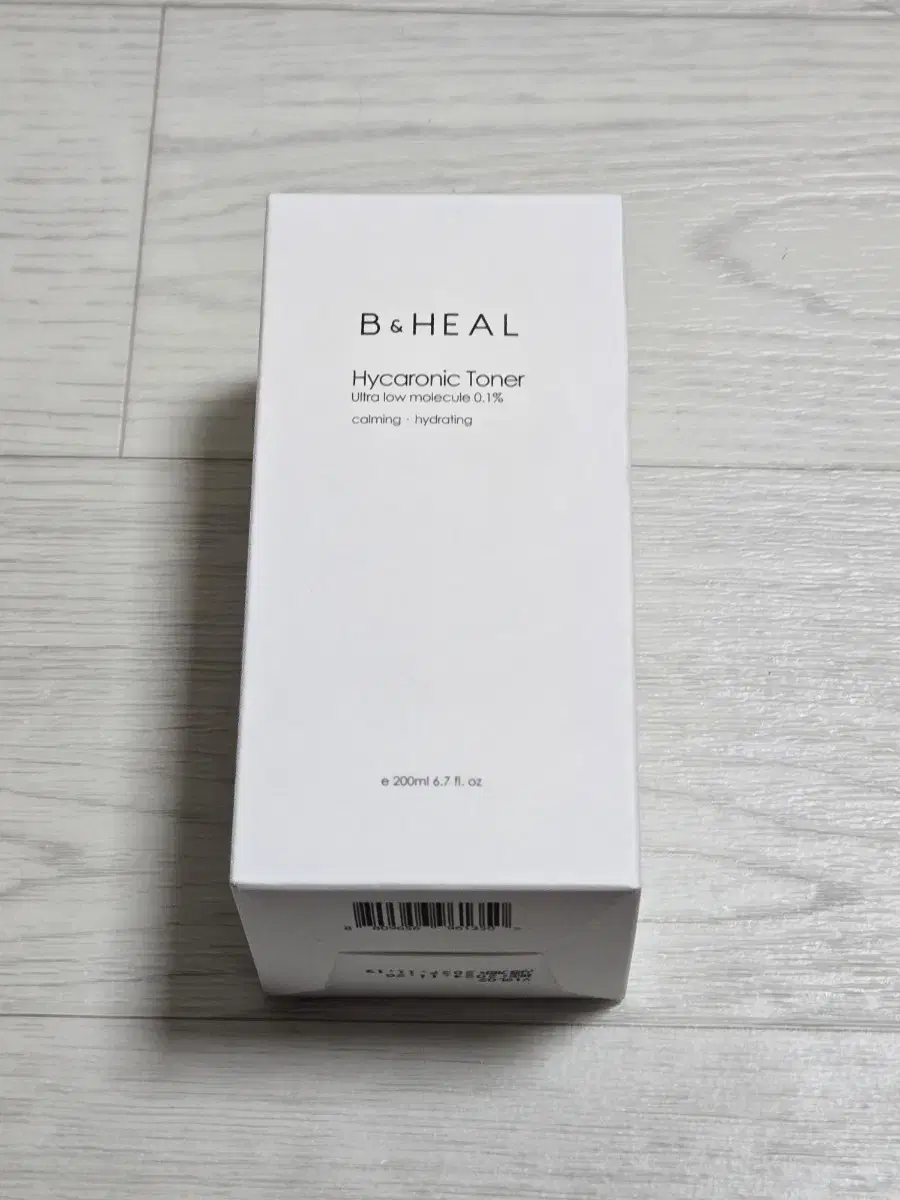 B & HEAL
Hycaronic Toner
Ultra low molecule 0.1%
calming · hydrating
e 200ml 6.7 fl. oz